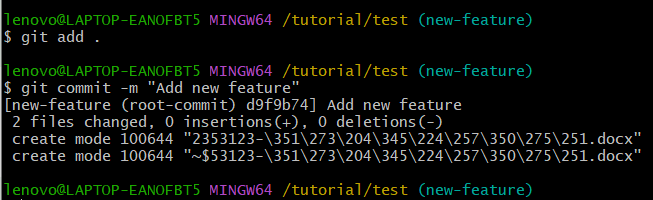 lenovo@LAPTOP-EANOFBT5 MINGW64 /tutorial/test (new-feature)
$ git add .
lenovo@LAPTOP-EANOFBT5 MINGW64 /tutorial/test (new-feature)
$ git commit -m "Add new feature"
[new-feature (root-commit) d9f9b74] Add new feature
 2 files changed, 0 insertions(+), 0 deletions(-)
 create mode 100644 "2353123-\351\273\204\345\224\257\350\275\251.docx"
 create mode 100644 "~$53123-\351\273\204\345\224\257\350\275\251.docx"
lenovo@LAPTOP-EANOFBT5 MINGW64 /tutorial/test (new-feature)
$